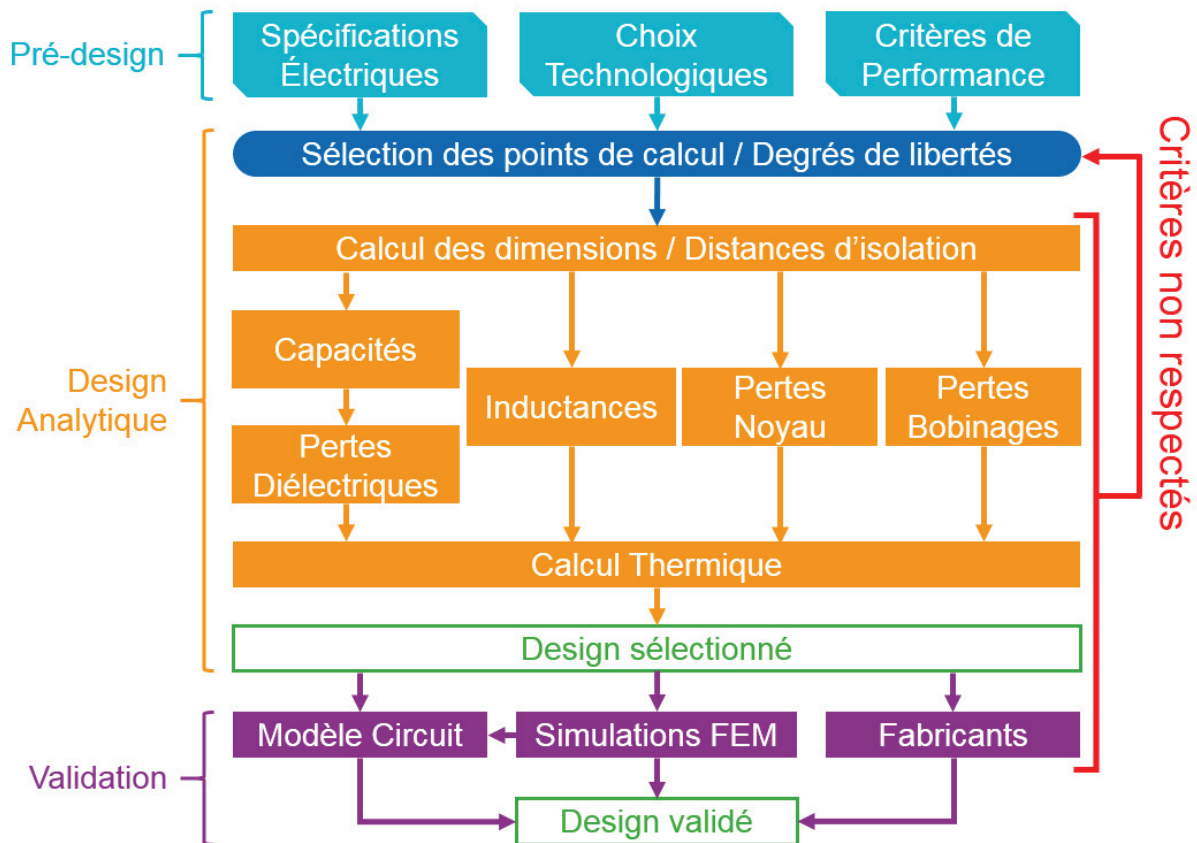 Pré-design
Spécifications
Électriques
Choix
Technologiques
Critères de
Performance
Sélection des points de calcul / Degrés de libertés
Calcul des dimensions / Distances d'isolation
Design
Analytique
Capacités
Pertes
Diélectriques
Inductances
Pertes
Noyau
Pertes
Bobinages
Calcul Thermique
Design sélectionné
Critères non respectés
Validation
Modèle Circuit
Simulations FEM
Fabricants
Design validé